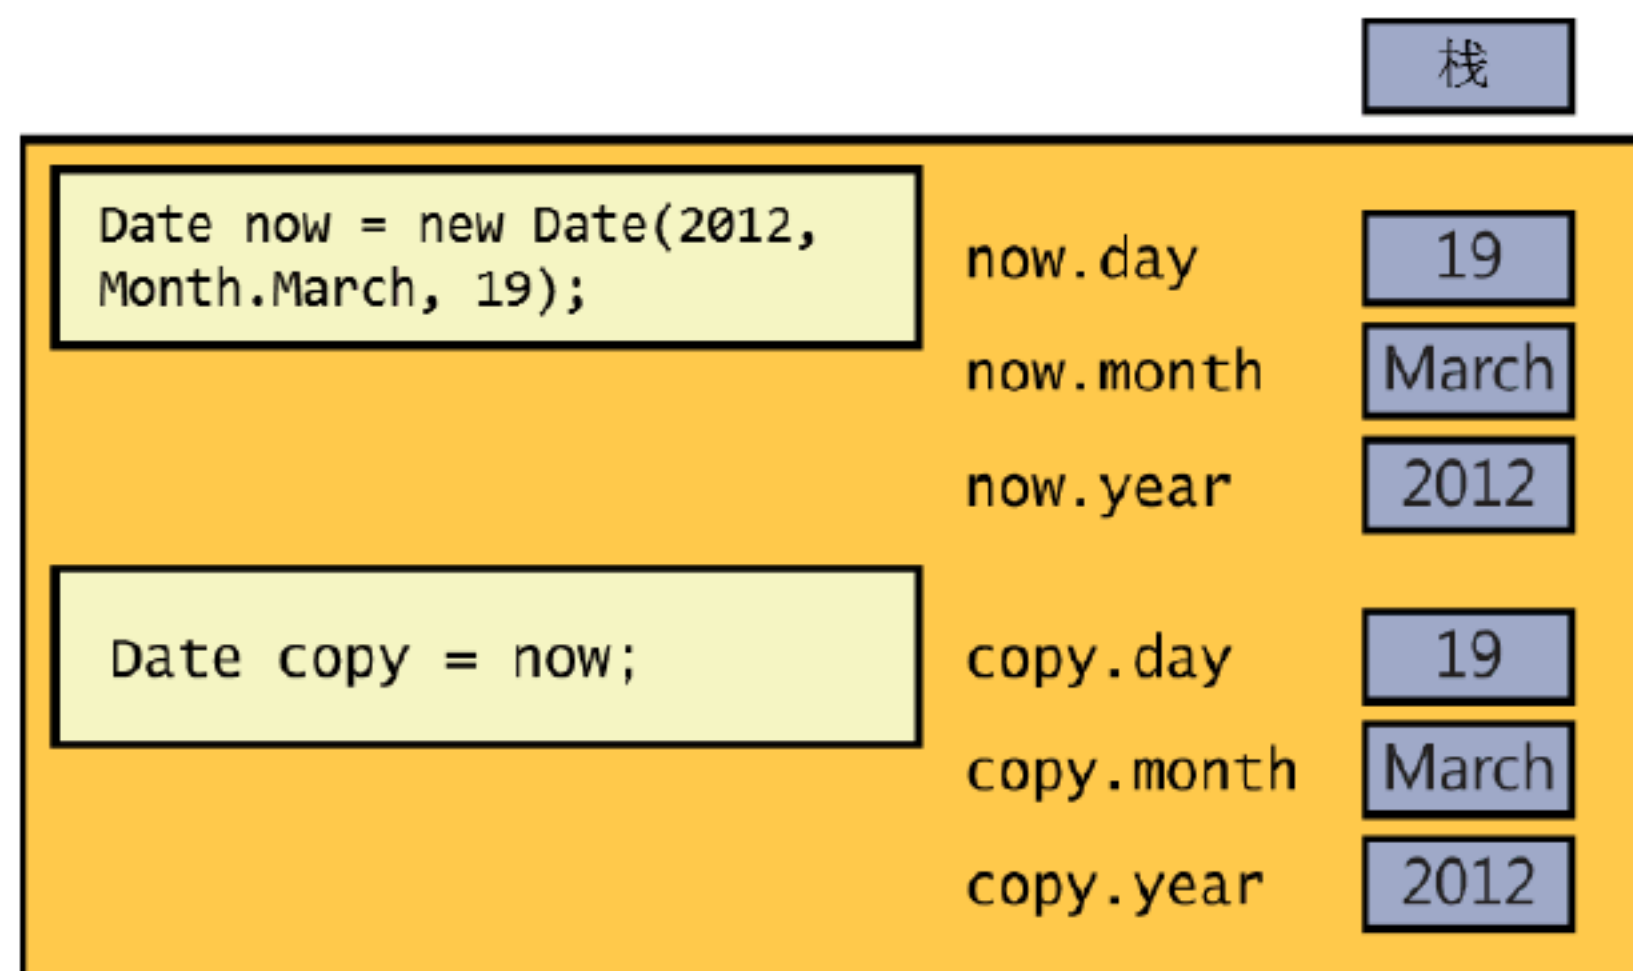 栈
Date now = new Date(2012,
Month.March, 19);
now.day
19
now.month
March
now.year
2012
Date copy = now;
copy.day
19
copy.month
March
copy.year
2012